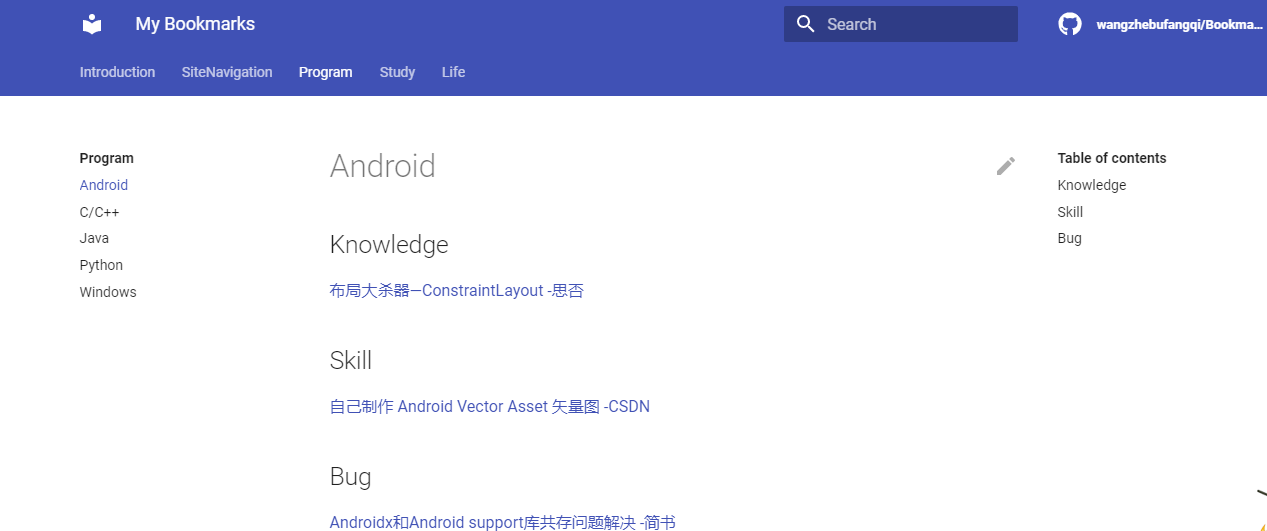 My Bookmarks
Search
wangzhebufangqi/Bookma...
Introduction SiteNavigation Program Study Life
Program
Android
C/C++
Java
Python
Windows
Android
Knowledge
布局大杀器—ConstraintLayout -思否
Skill
自己制作 Android Vector Asset 矢量图 -CSDN
Bug
Androidx和Android support库共存问题解决 -简书
Table of contents
Knowledge
Skill
Bug